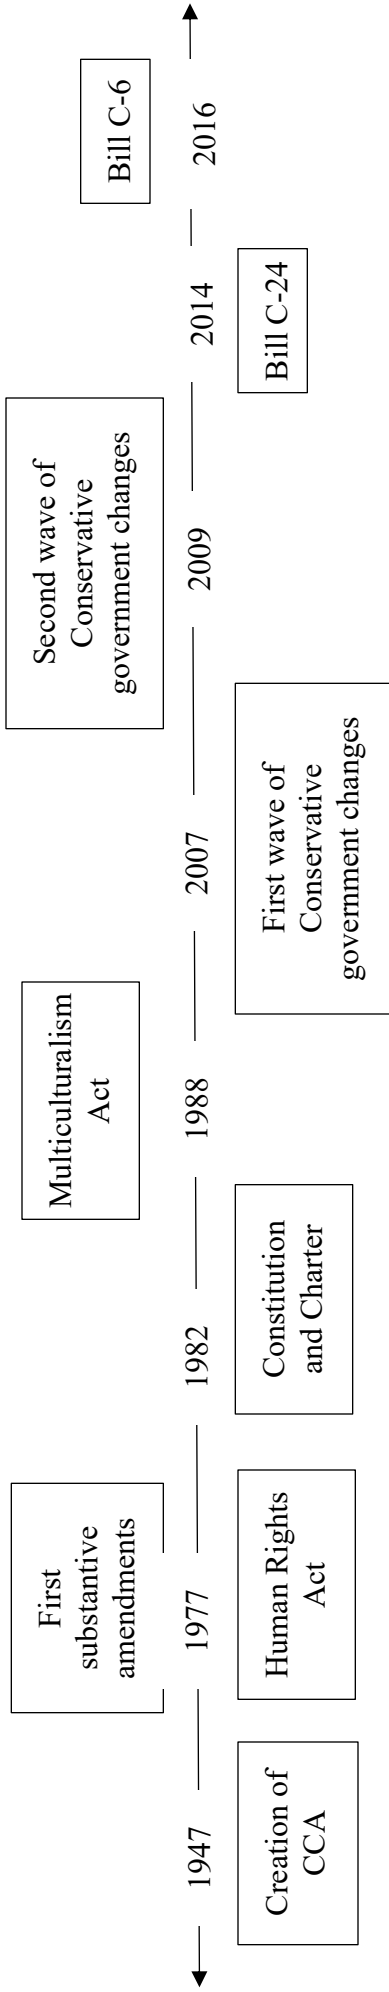 First
substantive
amendments
Multiculturalism
Act
Second wave of
Conservative
government changes
Bill C-6
1947
1977
1982
1988
2007
2009
2014
2016
Creation of
CCA
Human Rights
Act
Constitution
and Charter
First wave of
Conservative
government changes
Bill C-24